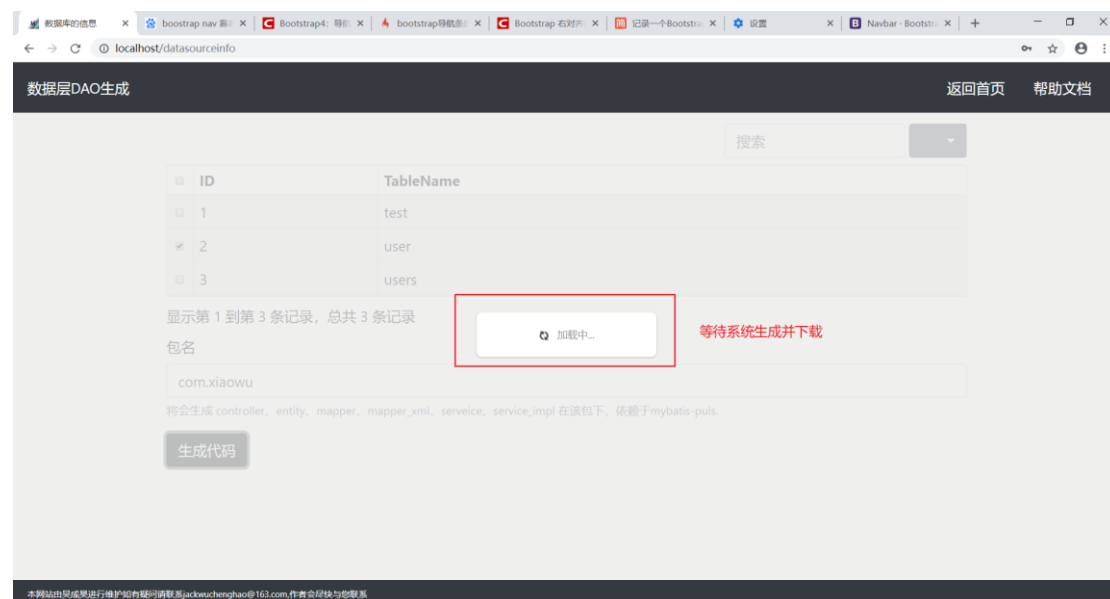 数据库的信息
boostrap nav 靠
Bootstrap4: 导航
bootstrap导航条
Bootstrap 右对齐
记录一个Bootstrap
设置
Navbar · Bootstr
localhost/datasourceinfo
数据层DAO生成
返回首页
帮助文档
搜索
ID TableName
1 test
2 user
3 users
显示第 1 到第 3 条记录，总共 3 条记录
加载中...
等待系统生成并下载
包名
com.xiaowu
将会生成 controller、entity、mapper、mapper_xml、serveice、service_impl 在该包下，依赖于mybatis-puls.
生成代码
本网站由吴成昊进行维护如有疑问请联系jackwuchenghao@163.com,作者会尽快与您联系